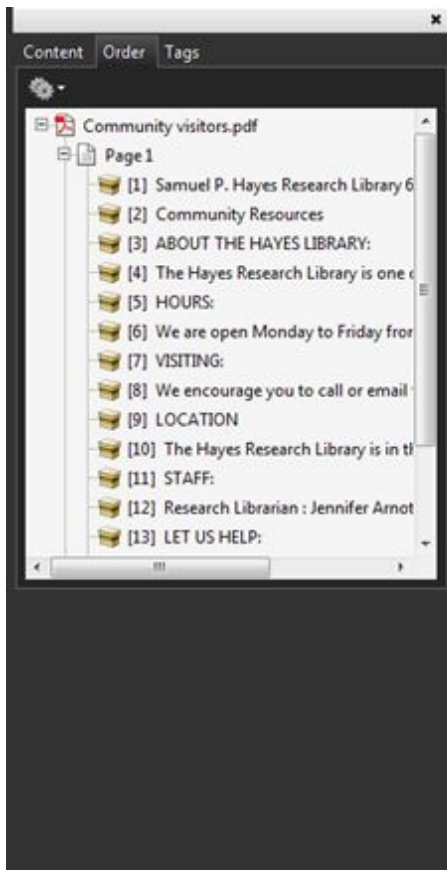 Content Order Tags
Community visitors.pdf
Page 1
[1] Samuel P. Hayes Research Library 6
[2] Community Resources
[3] ABOUT THE HAYES LIBRARY:
[4] The Hayes Research Library is one
[5] HOURS:
[6] We are open Monday to Friday fror
[7] VISITING:
[8] We encourage you to call or email
[9] LOCATION
[10] The Hayes Research Library is in
[11] STAFF:
[12] Research Librarian : Jennifer Arnot
[13] LET US HELP: